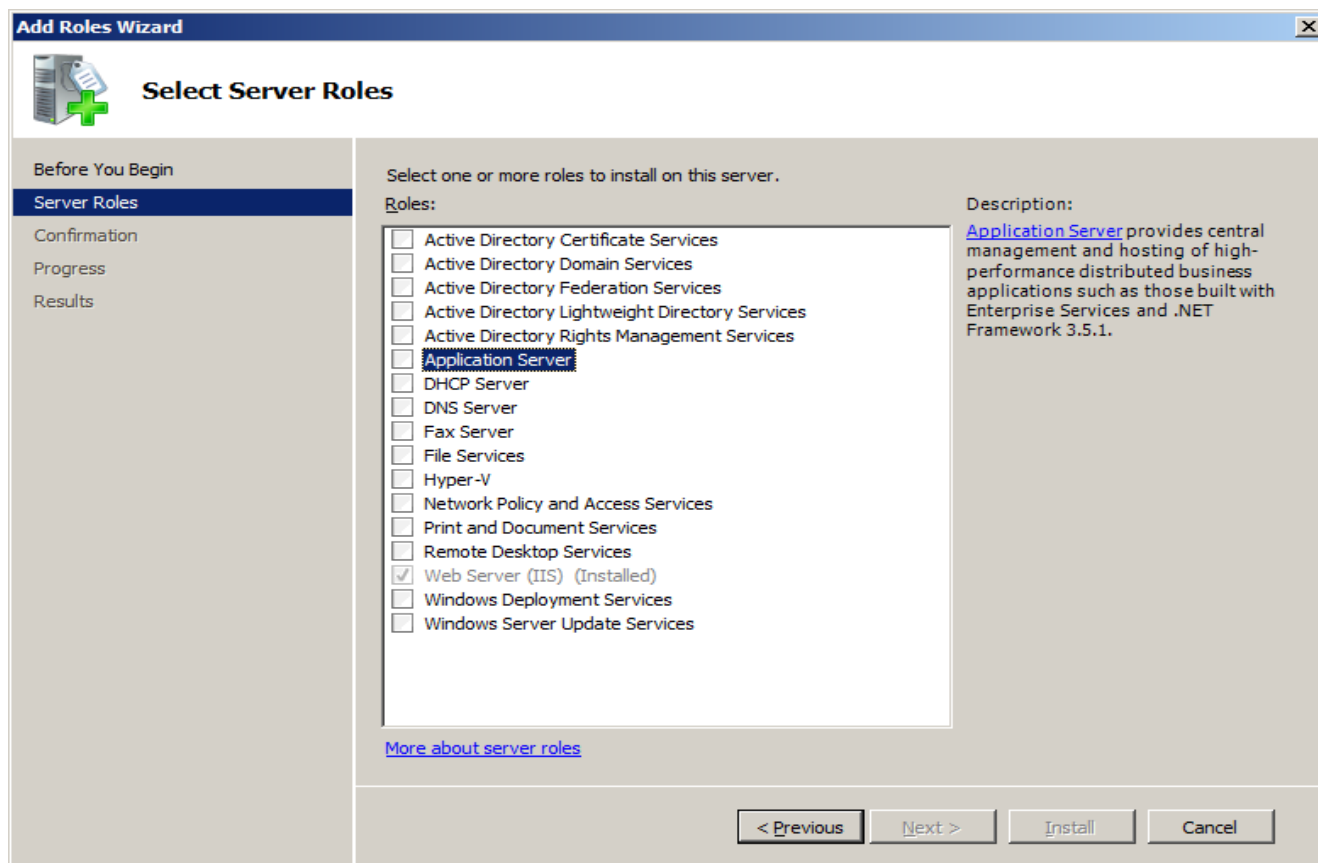 Add Roles Wizard
Select Server Roles
Before You Begin
Server Roles
Confirmation
Progress
Results
Select one or more roles to install on this server.
Roles:
Active Directory Certificate Services
Active Directory Domain Services
Active Directory Federation Services
Active Directory Lightweight Directory Services
Active Directory Rights Management Services
Application Server
DHCP Server
DNS Server
Fax Server
File Services
Hyper-V
Network Policy and Access Services
Print and Document Services
Remote Desktop Services
Web Server (IIS) (Installed)
Windows Deployment Services
Windows Server Update Services
More about server roles
Description:
Application Server provides central
management and hosting of high-
performance distributed business
applications such as those built with
Enterprise Services and .NET
Framework 3.5.1.
< Previous
Next >
Install
Cancel